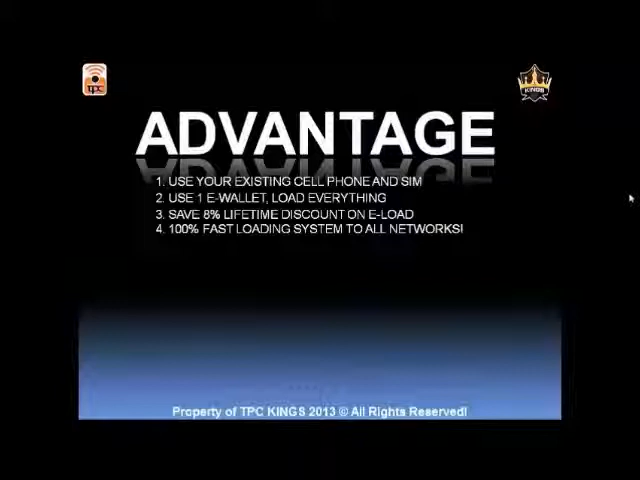 TPC
KINGS
ADVANTAGE
1. USE YOUR EXISTING CELL PHONE AND SIM
2. USE 1 E-WALLET, LOAD EVERYTHING
3. SAVE 8% LIFETIME DISCOUNT ON E-LOAD
4. 100% FAST LOADING SYSTEM TO ALL NETWORKS!
Property of TPC KINGS 2013 © All Rights Reserved!